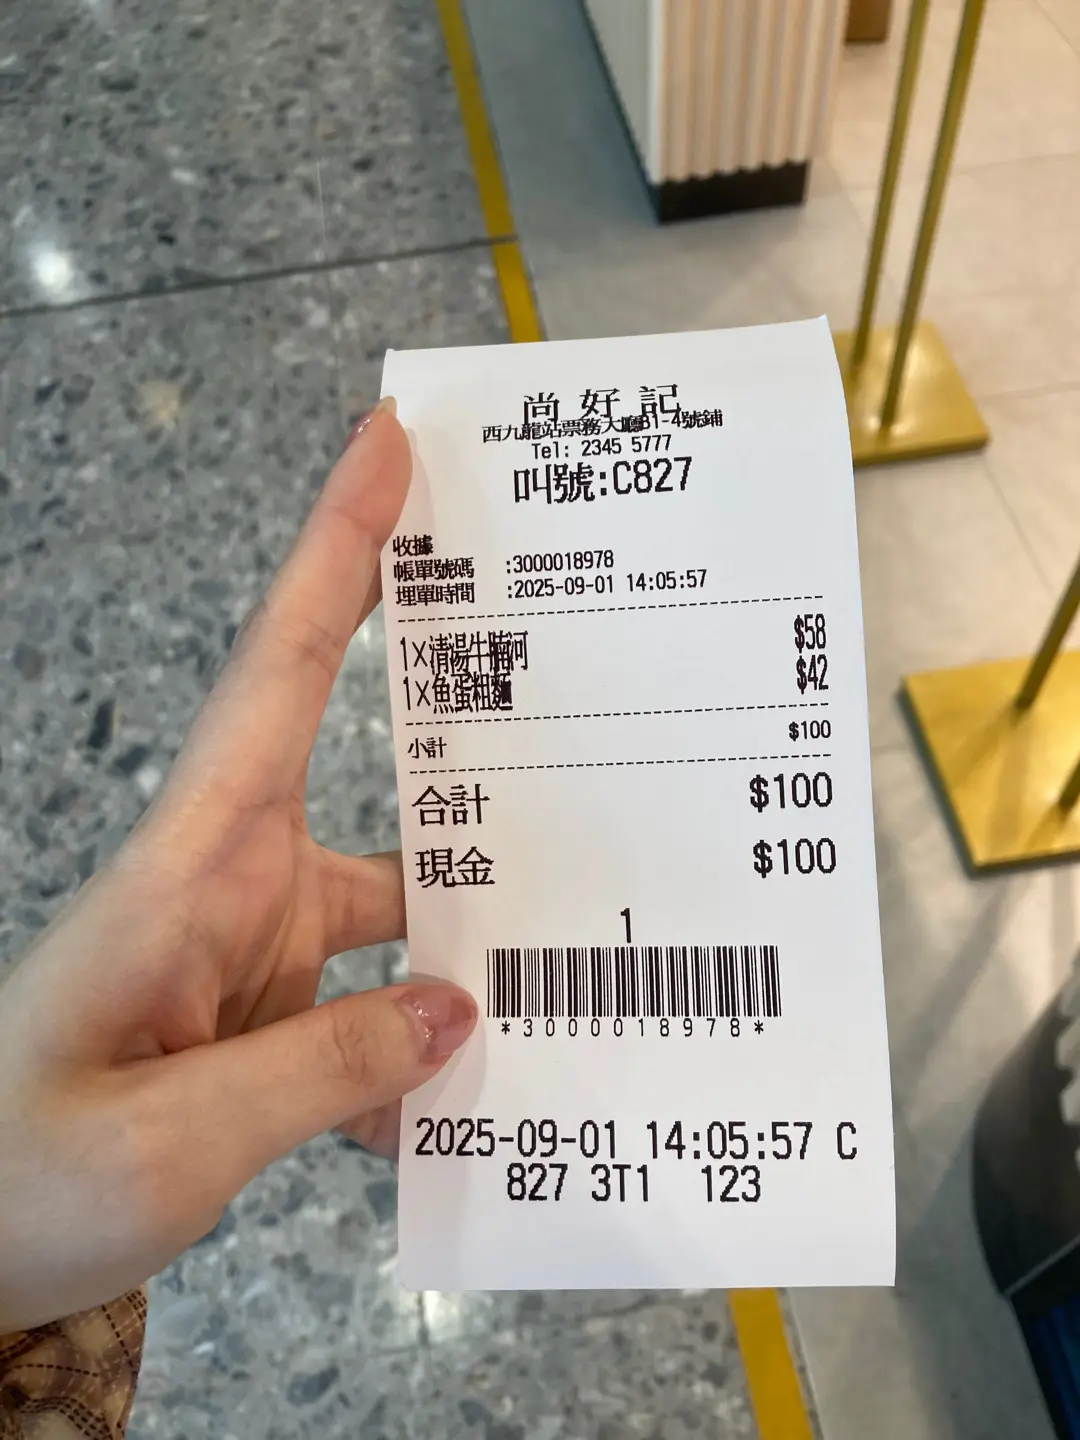 尚好記
西九龍站票務大廳B1-4號鋪
Tel: 2345 5777
叫號:C827
收據
帳單號碼 :3000018978
埋單時間 :2025-09-01 14:05:57
1×清湯牛腩河 $58
1×魚蛋粗麵 $42
小計 $100
合計 $100
現金 $100
1
*3000018978*
2025-09-01 14:05:57 C
827 3T1 123